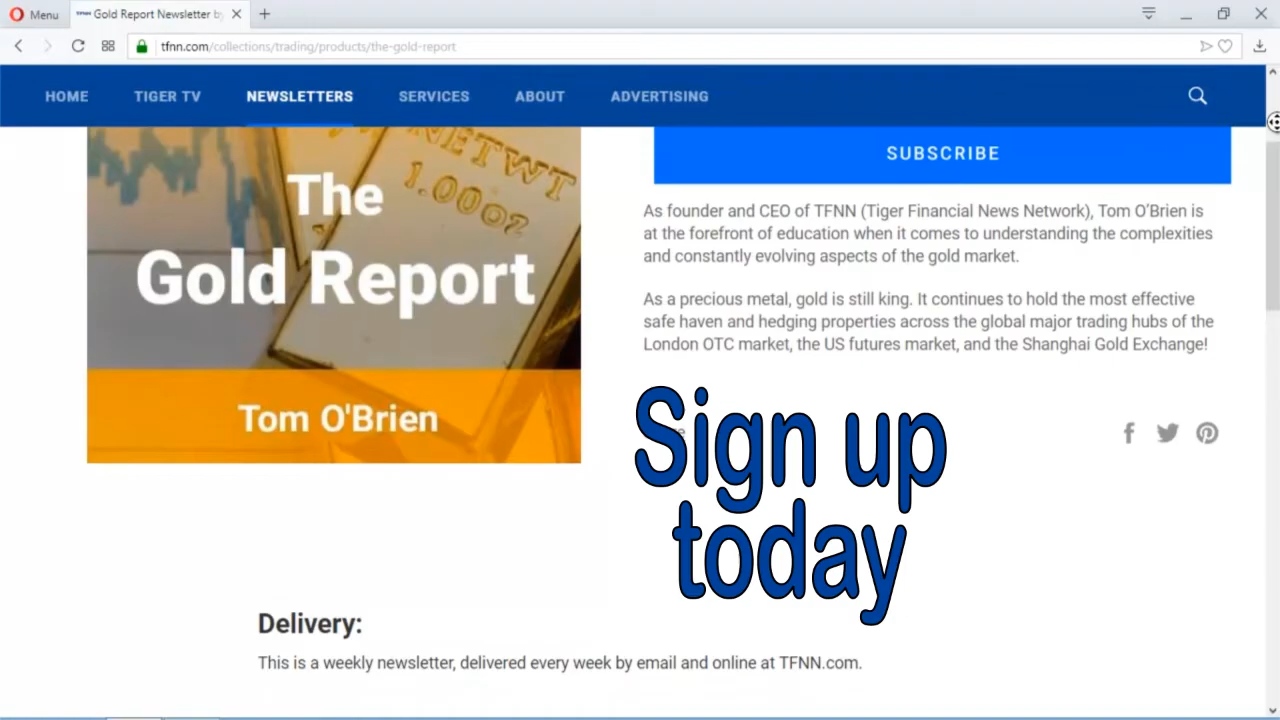 Menu
TFNN Gold Report Newsletter by
tfnn.com/collections/trading/products/the-gold-report
HOME
TIGER TV
NEWSLETTERS
SERVICES
ABOUT
ADVERTISING
NETWT
1.00oz
The
Gold Report
Tom O'Brien
SUBSCRIBE
As founder and CEO of TFNN (Tiger Financial News Network), Tom O'Brien is
at the forefront of education when it comes to understanding the complexities
and constantly evolving aspects of the gold market.
As a precious metal, gold is still king. It continues to hold the most effective
safe haven and hedging properties across the global major trading hubs of the
London OTC market, the US futures market, and the Shanghai Gold Exchange!
Sign up
today
Delivery:
This is a weekly newsletter, delivered every week by email and online at TFNN.com.